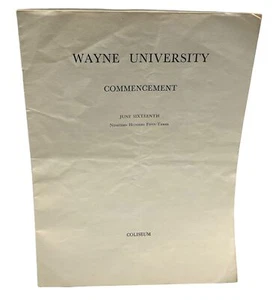 WAYNE UNIVERSITY
COMMENCEMENT
JUNE SIXTEENTH
Nineteen Hundred Fifty-Three
COLISEUM